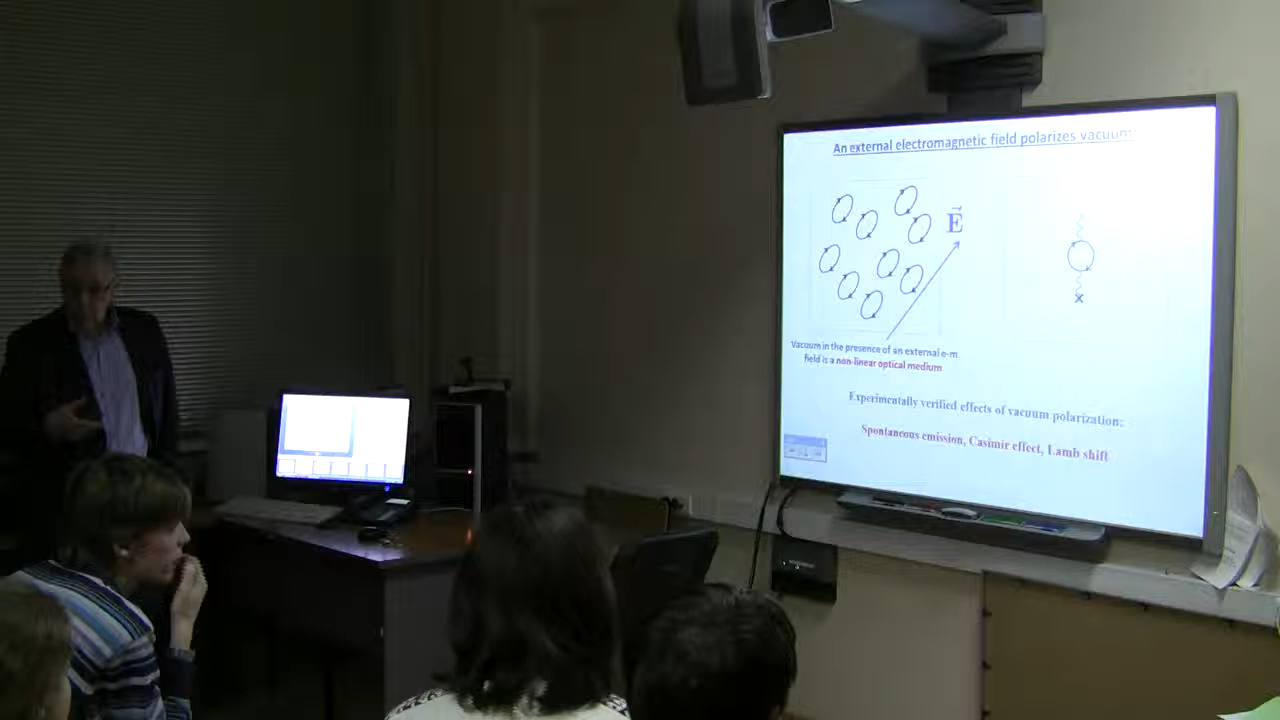 An external electromagnetic field polarizes vacuum
E
x
Vacuum in the presence of an external e-m.
field is a non-linear optical medium
Experimentally verified effects of vacuum polarization:
Spontaneous emission, Casimir effect, Lamb shift